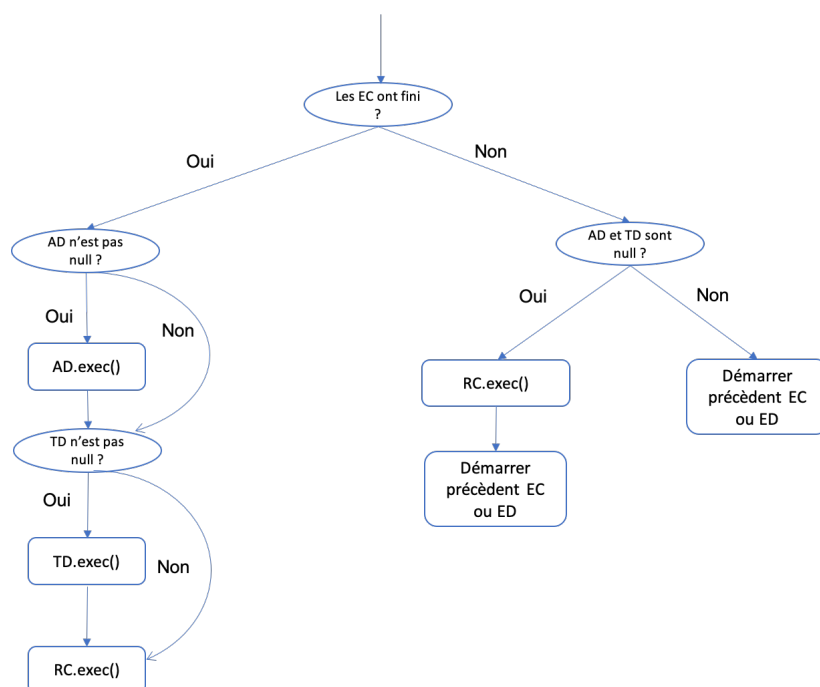 Les EC ont fini
?
Oui
Non
AD n'est pas
null ?
AD et TD sont
null ?
Oui
Non
Oui
Non
AD.exec()
RC.exec()
Démarrer
précèdent EC
ou ED
TD n'est pas
null ?
Démarrer
précèdent EC
ou ED
Oui
TD.exec()
Non
RC.exec()